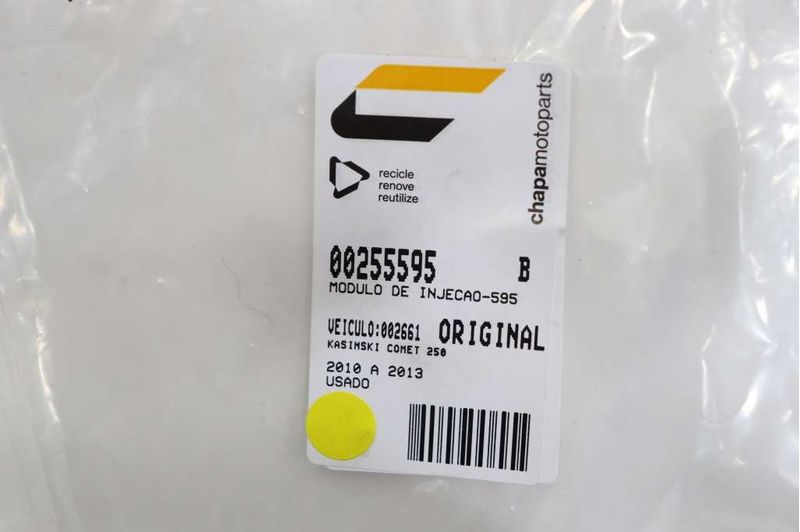 chapamotoparts
recicle
renove
reutilize
00255595 B
MODULO DE INJECAO-595
VEICULO:002661 ORIGINAL
KASINSKI COMET 250
2010 A 2013
USADO